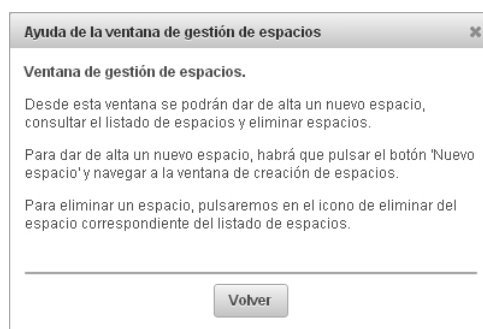 Ayuda de la ventana de gestión de espacios
Ventana de gestión de espacios.
Desde esta ventana se podrán dar de alta un nuevo espacio,
consultar el listado de espacios y eliminar espacios.
Para dar de alta un nuevo espacio, habrá que pulsar el botón 'Nuevo
espacio' y navegar a la ventana de creación de espacios.
Para eliminar un espacio, pulsaremos en el icono de eliminar del
espacio correspondiente del listado de espacios.
Volver